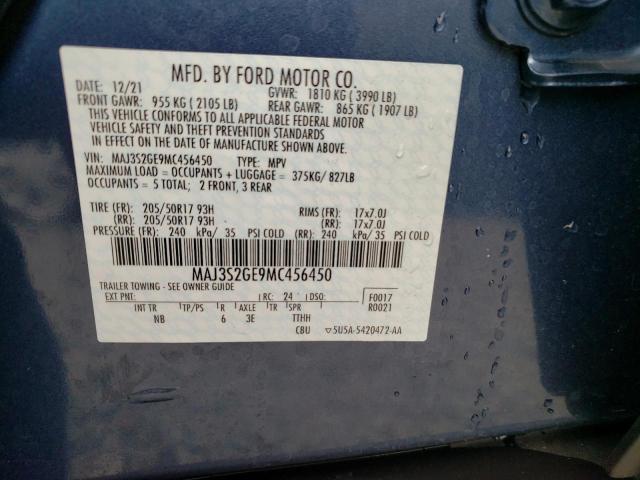 MFD. BY FORD MOTOR CO.
DATE: 12/21 GVWR: 1810 KG ( 3990 LB)
FRONT GAWR: 955 KG ( 2105 LB) REAR GAWR: 865 KG ( 1907 LB)
THIS VEHICLE CONFORMS TO ALL APPLICABLE FEDERAL MOTOR
VEHICLE SAFETY AND THEFT PREVENTION STANDARDS
IN EFFECT ON THE DATE OF MANUFACTURE SHOWN ABOVE.
VIN: MAJ3S2GE9MC456450 TYPE: MPV
MAXIMUM LOAD = OCCUPANTS + LUGGAGE = 375KG/ 827LB
OCCUPANTS = 5 TOTAL; 2 FRONT, 3 REAR
TIRE (FR): 205/50R17 93H RIMS (FR): 17x7.0J
(RR): 205/50R17 93H (RR): 17x7.0J
PRESSURE (FR): 240 kPa/ 35 PSI COLD (RR): 240 kPa/ 35 PSI COLD
MAJ3S2GE9MC456450
TRAILER TOWING - SEE OWNER GUIDE
EXT PNT: RC: 24 DSO: F0017
R0021
INT TR TP/PS R AXLE TR SPR
NB 6 3E TTHH
CBU ▽5U5A-5420472-AA